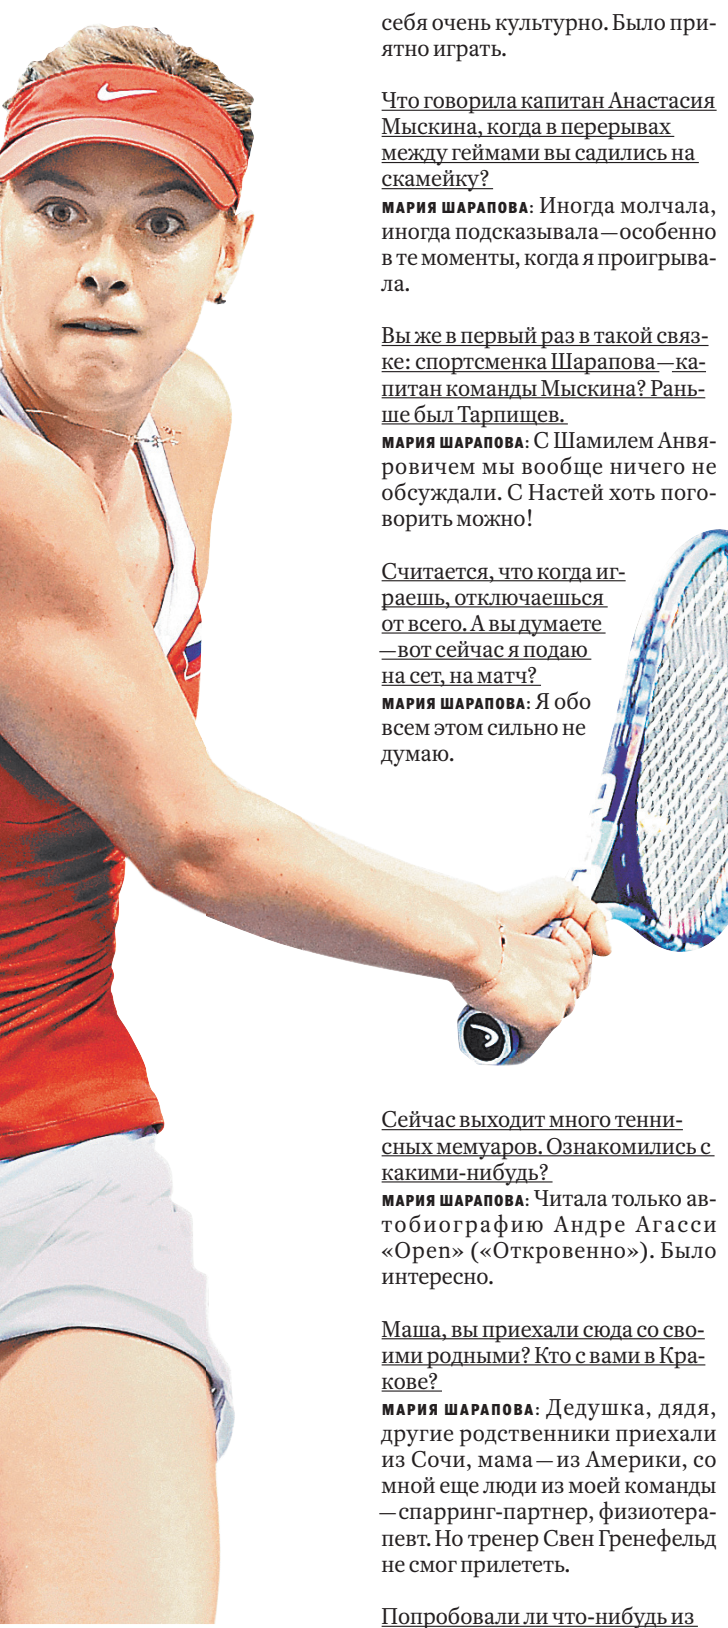 себя очень культурно. Было при-
ятно играть.
Что говорила капитан Анастасия
Мыскина, когда в перерывах
между геймами вы садились на
скамейку?
МАРИЯ ШАРАПОВА: Иногда молчала,
иногда подсказывала—особенно
в те моменты, когда я проигрыва-
ла.
Вы же в первый раз в такой связ-
ке: спортсменка Шарапова—ка-
питан команды Мыскина? Рань-
ше был Тарпищев.
МАРИЯ ШАРАПОВА: С Шамилем Анвя-
ровичем мы вообще ничего не
обсуждали. С Настей хоть пого-
ворить можно!
Считается, что когда иг-
раешь, отключаешься
от всего. А вы думаете
—вот сейчас я подаю
на сет, на матч?
МАРИЯ ШАРАПОВА: Я обо
всем этом сильно не
думаю.
Сейчас выходит много тенни-
сных мемуаров. Ознакомились с
какими-нибудь?
МАРИЯ ШАРАПОВА: Читала только ав-
тобиографию Андре Агасси
«Open» («Откровенно»). Было
интересно.
Маша, вы приехали сюда со сво-
ими родными? Кто с вами в Кра-
кове?
МАРИЯ ШАРАПОВА: Дедушка, дядя,
другие родственники приехали
из Сочи, мама—из Америки, со
мной еще люди из моей команды
—спарринг-партнер, физиотера-
певт. Но тренер Свен Гренефельд
не смог прилететь.
Попробовали ли что-нибудь из